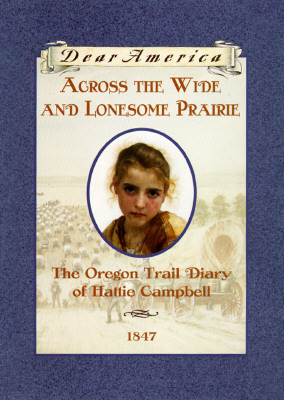 Dear America
ACROSS THE WIDE
AND LONESOME PRAIRIE
The Oregon Trail Diary
of Hattie Campbell
1847